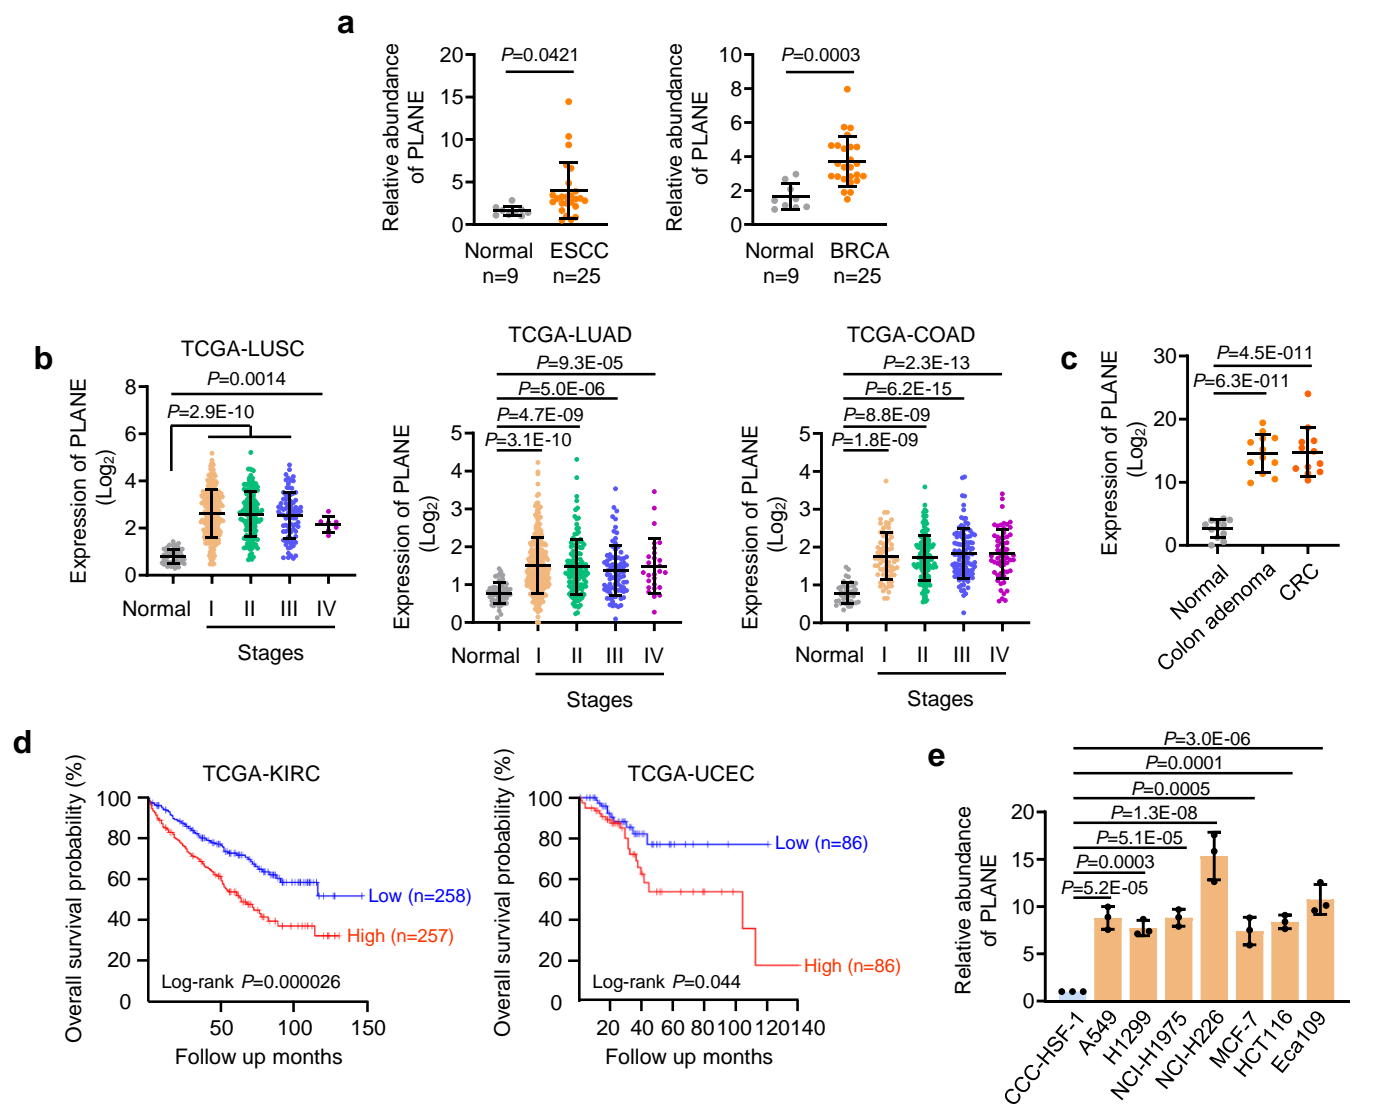 a
Relative abundance
of PLANE
20
15
10
5
0
P=0.0421
Normal
n=9
ESCC
n=25
Relative abundance
of PLANE
10
8
6
4
2
0
P=0.0003
Normal
n=9
BRCA
n=25
b
TCGA-LUSC
Expression of PLANE
(Log2)
8
6
4
2
0
P=0.0014
P=2.9E-10
Normal I II III IV
Stages
TCGA-LUAD
Expression of PLANE
(Log2)
5
4
3
2
1
0
P=9.3E-05
P=5.0E-06
P=4.7E-09
P=3.1E-10
Normal I II III IV
Stages
TCGA-COAD
Expression of PLANE
(Log2)
5
4
3
2
1
0
P=2.3E-13
P=6.2E-15
P=8.8E-09
P=1.8E-09
Normal I II III IV
Stages
c
Expression of PLANE
(Log2)
30
20
10
0
P=4.5E-011
P=6.3E-011
Normal
Colon adenoma
CRC
d
TCGA-KIRC
Overall survival probability (%)
100
80
60
40
20
0
Low (n=258)
High (n=257)
Log-rank P=0.000026
50 100 150
Follow up months
TCGA-UCEC
Overall survival probability (%)
100
80
60
40
20
0
Low (n=86)
High (n=86)
Log-rank P=0.044
20 40 60 80 100 120 140
Follow up months
e
Relative abundance
of PLANE
20
15
10
5
0
P=3.0E-06
P=0.0001
P=0.0005
P=1.3E-08
P=5.1E-05
P=0.0003
P=5.2E-05
CCC-HSF-1
A549
H1299
NCI-H1975
NCI-H226
MCF-7
HCT116
Eca109